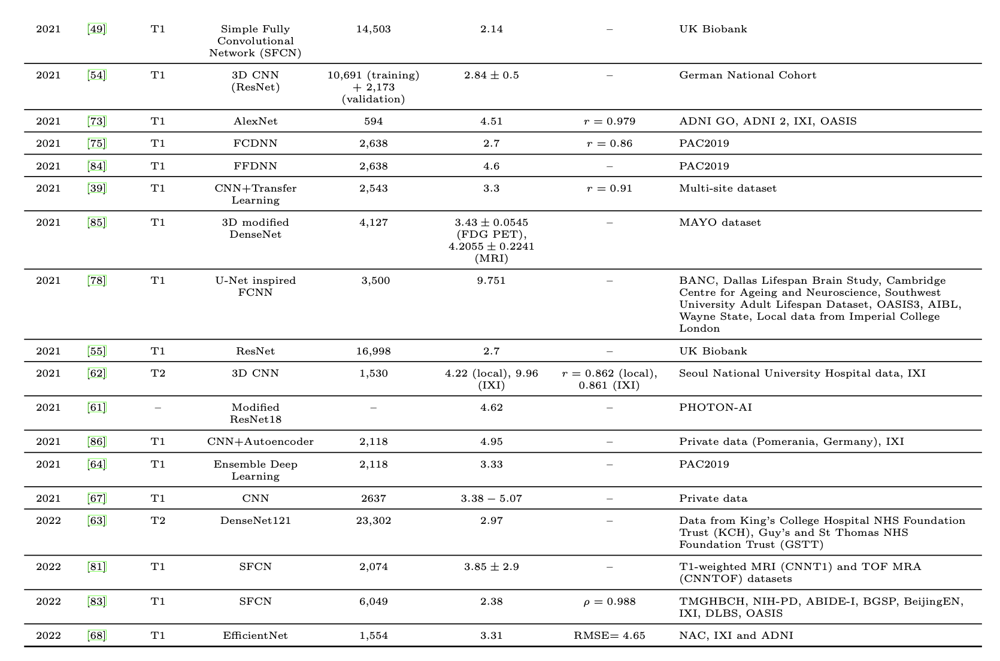 2021 [49] T1 Simple Fully 14,503 2.14 – UK Biobank
Convolutional
Network (SFCN)
2021 [54] T1 3D CNN 10,691 (training) 2.84 ± 0.5 – German National Cohort
(ResNet) + 2,173
(validation)
2021 [73] T1 AlexNet 594 4.51 r = 0.979 ADNI GO, ADNI 2, IXI, OASIS
2021 [75] T1 FCDNN 2,638 2.7 r = 0.86 PAC2019
2021 [84] T1 FFDNN 2,638 4.6 – PAC2019
2021 [39] T1 CNN+Transfer 2,543 3.3 r = 0.91 Multi-site dataset
Learning
2021 [85] T1 3D modified 4,127 3.43 ± 0.0545 – MAYO dataset
DenseNet (FDG PET),
4.2055 ± 0.2241
(MRI)
2021 [78] T1 U-Net inspired 3,500 9.751 – BANC, Dallas Lifespan Brain Study, Cambridge
FCNN Centre for Ageing and Neuroscience, Southwest
University Adult Lifespan Dataset, OASIS3, AIBL,
Wayne State, Local data from Imperial College
London
2021 [55] T1 ResNet 16,998 2.7 – UK Biobank
2021 [62] T2 3D CNN 1,530 4.22 (local), 9.96 r = 0.862 (local), Seoul National University Hospital data, IXI
(IXI) 0.861 (IXI)
2021 [61] – Modified – 4.62 – PHOTON-AI
ResNet18
2021 [86] T1 CNN+Autoencoder 2,118 4.95 – Private data (Pomerania, Germany), IXI
2021 [64] T1 Ensemble Deep 2,118 3.33 – PAC2019
Learning
2021 [67] T1 CNN 2637 3.38 − 5.07 – Private data
2022 [63] T2 DenseNet121 23,302 2.97 – Data from King's College Hospital NHS Foundation
Trust (KCH), Guy's and St Thomas NHS
Foundation Trust (GSTT)
2022 [81] T1 SFCN 2,074 3.85 ± 2.9 – T1-weighted MRI (CNNT1) and TOF MRA
(CNNTOF) datasets
2022 [83] T1 SFCN 6,049 2.38 ρ = 0.988 TMGHBCH, NIH-PD, ABIDE-I, BGSP, BeijingEN,
IXI, DLBS, OASIS
2022 [68] T1 EfficientNet 1,554 3.31 RMSE= 4.65 NAC, IXI and ADNI